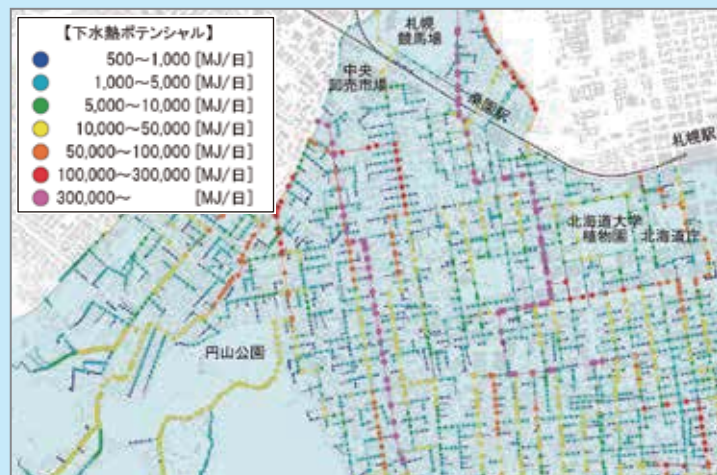 【下水熱ポテンシャル】
500～1,000 [MJ/日]
1,000～5,000 [MJ/日]
5,000～10,000 [MJ/日]
10,000～50,000 [MJ/日]
50,000～100,000 [MJ/日]
100,000～300,000 [MJ/日]
300,000～ [MJ/日]
札幌
競馬場
中央
卸売市場
桑園駅
札幌駅
北海道大学
植物園
北海道庁
円山公園